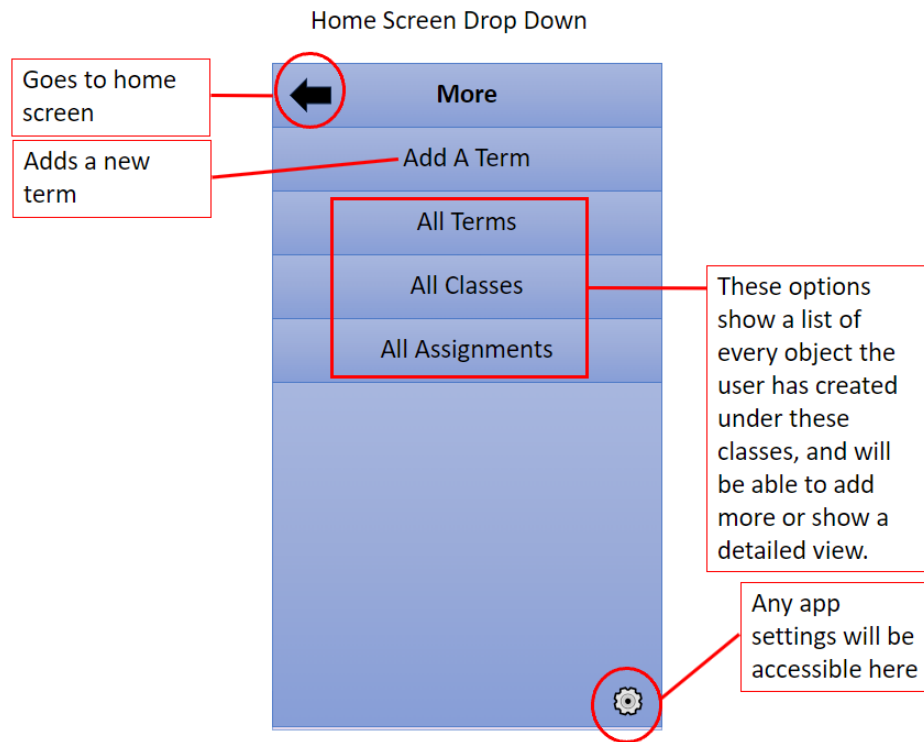 Home Screen Drop Down
Goes to home
screen
More
Adds a new
term
Add A Term
All Terms
All Classes
All Assignments
These options
show a list of
every object the
user has created
under these
classes, and will
be able to add
more or show a
detailed view.
Any app
settings will be
accessible here